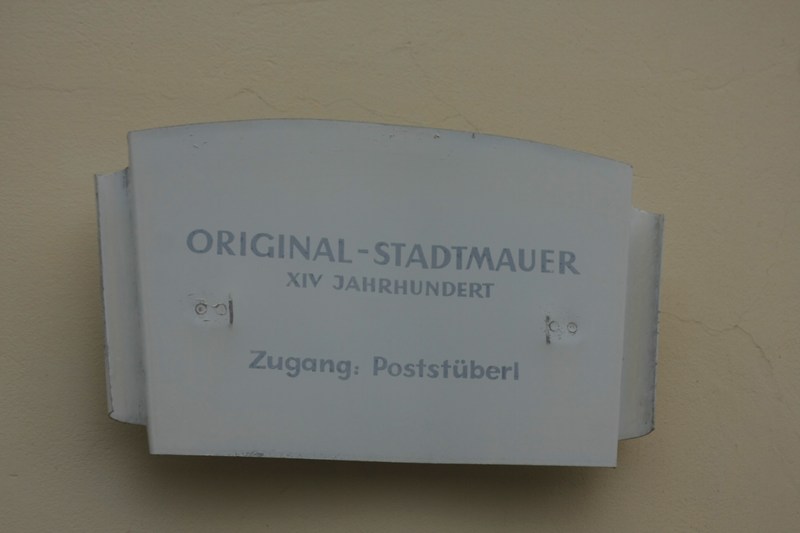 ORIGINAL-STADTMAUER
XIV JAHRHUNDERT
Zugang: Poststüberl